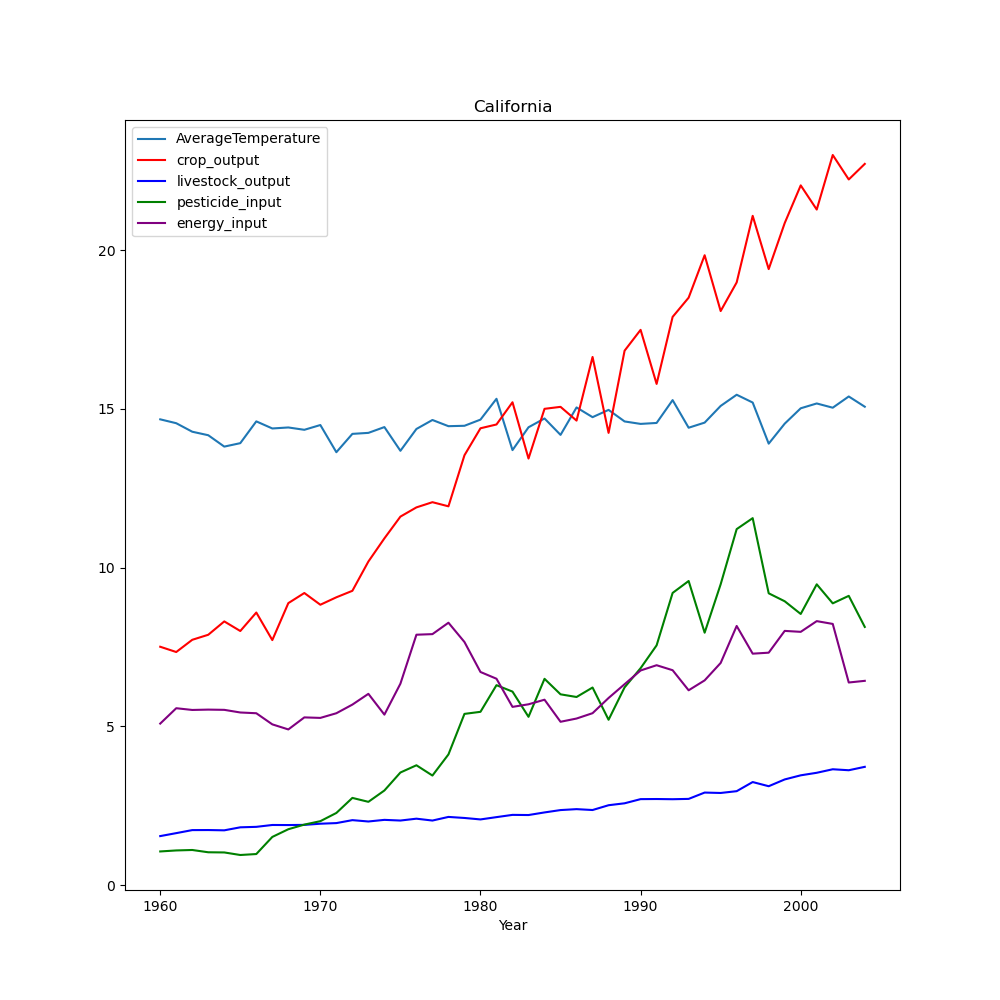 California
AverageTemperature
crop_output
livestock_output
pesticide_input
energy_input
20
15
10
5
0
1960 1970 1980 1990 2000
Year